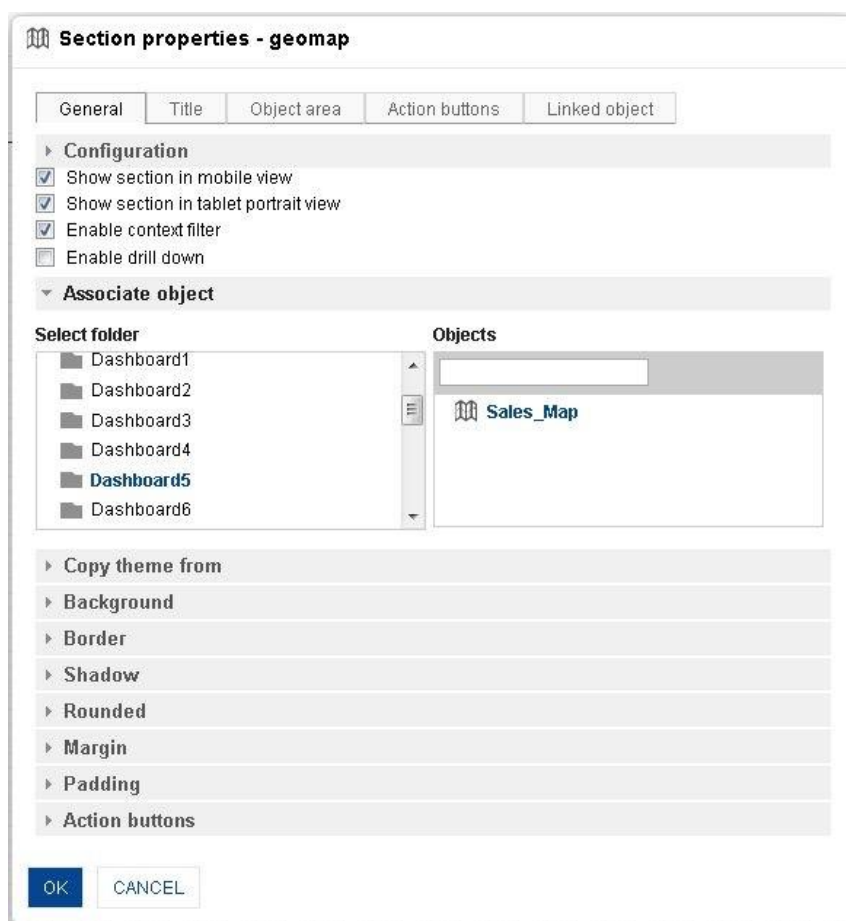 Section properties - geomap
General Title Object area Action buttons Linked object
Configuration
Show section in mobile view
Show section in tablet portrait view
Enable context filter
Enable drill down
Associate object
Select folder Objects
Dashboard1
Dashboard2
Dashboard3
Dashboard4
Dashboard5
Dashboard6
Sales_Map
Copy theme from
Background
Border
Shadow
Rounded
Margin
Padding
Action buttons
OK CANCEL